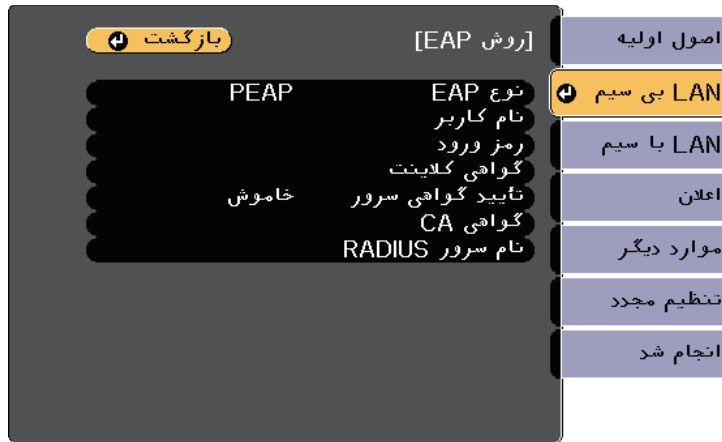 اصول اولیه
LAN بی سیم
LAN با سیم
اعلان
موارد دیگر
تنظیم مجدد
انجام شد
[روش EAP]
بازگشت
نوع EAP PEAP
نام کاربر
رمز ورود
گواهی کلاینت
تأیید گواهی سرور خاموش
گواهی CA
نام سرور RADIUS